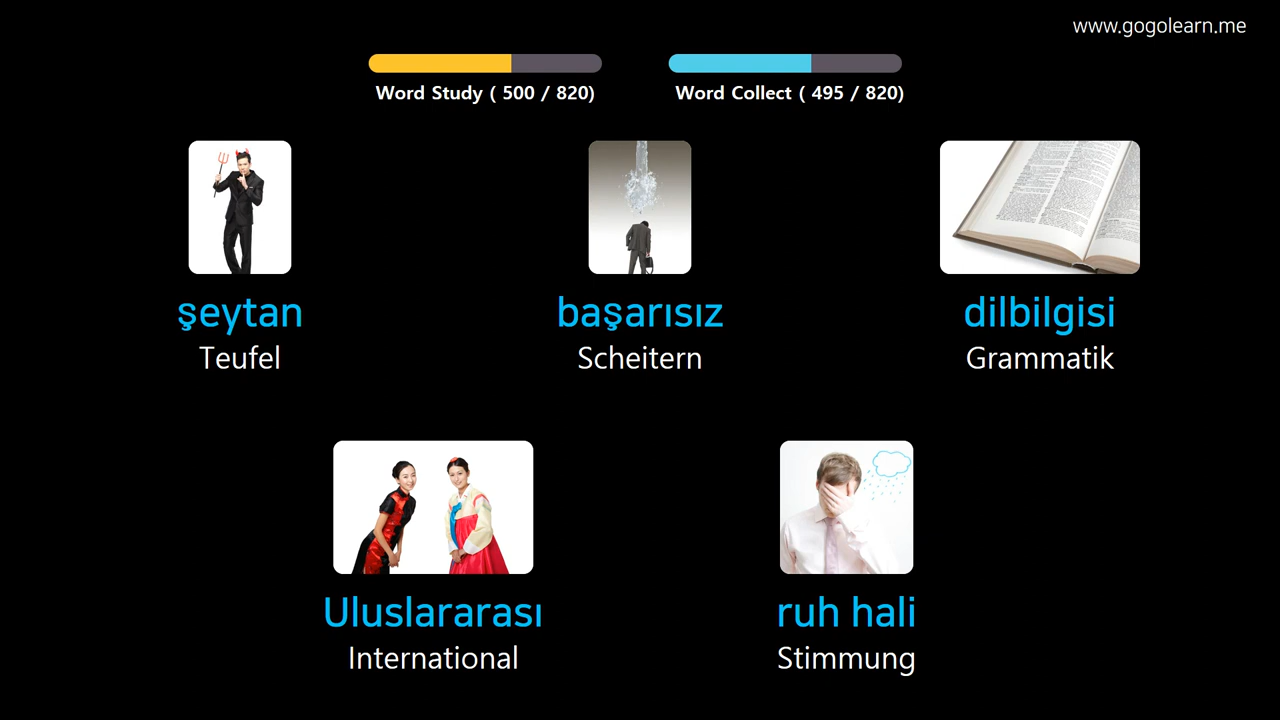 www.gogolearn.me
Word Study ( 500 / 820)
Word Collect ( 495 / 820)
şeytan
Teufel
başarısız
Scheitern
dilbilgisi
Grammatik
Uluslararası
International
ruh hali
Stimmung